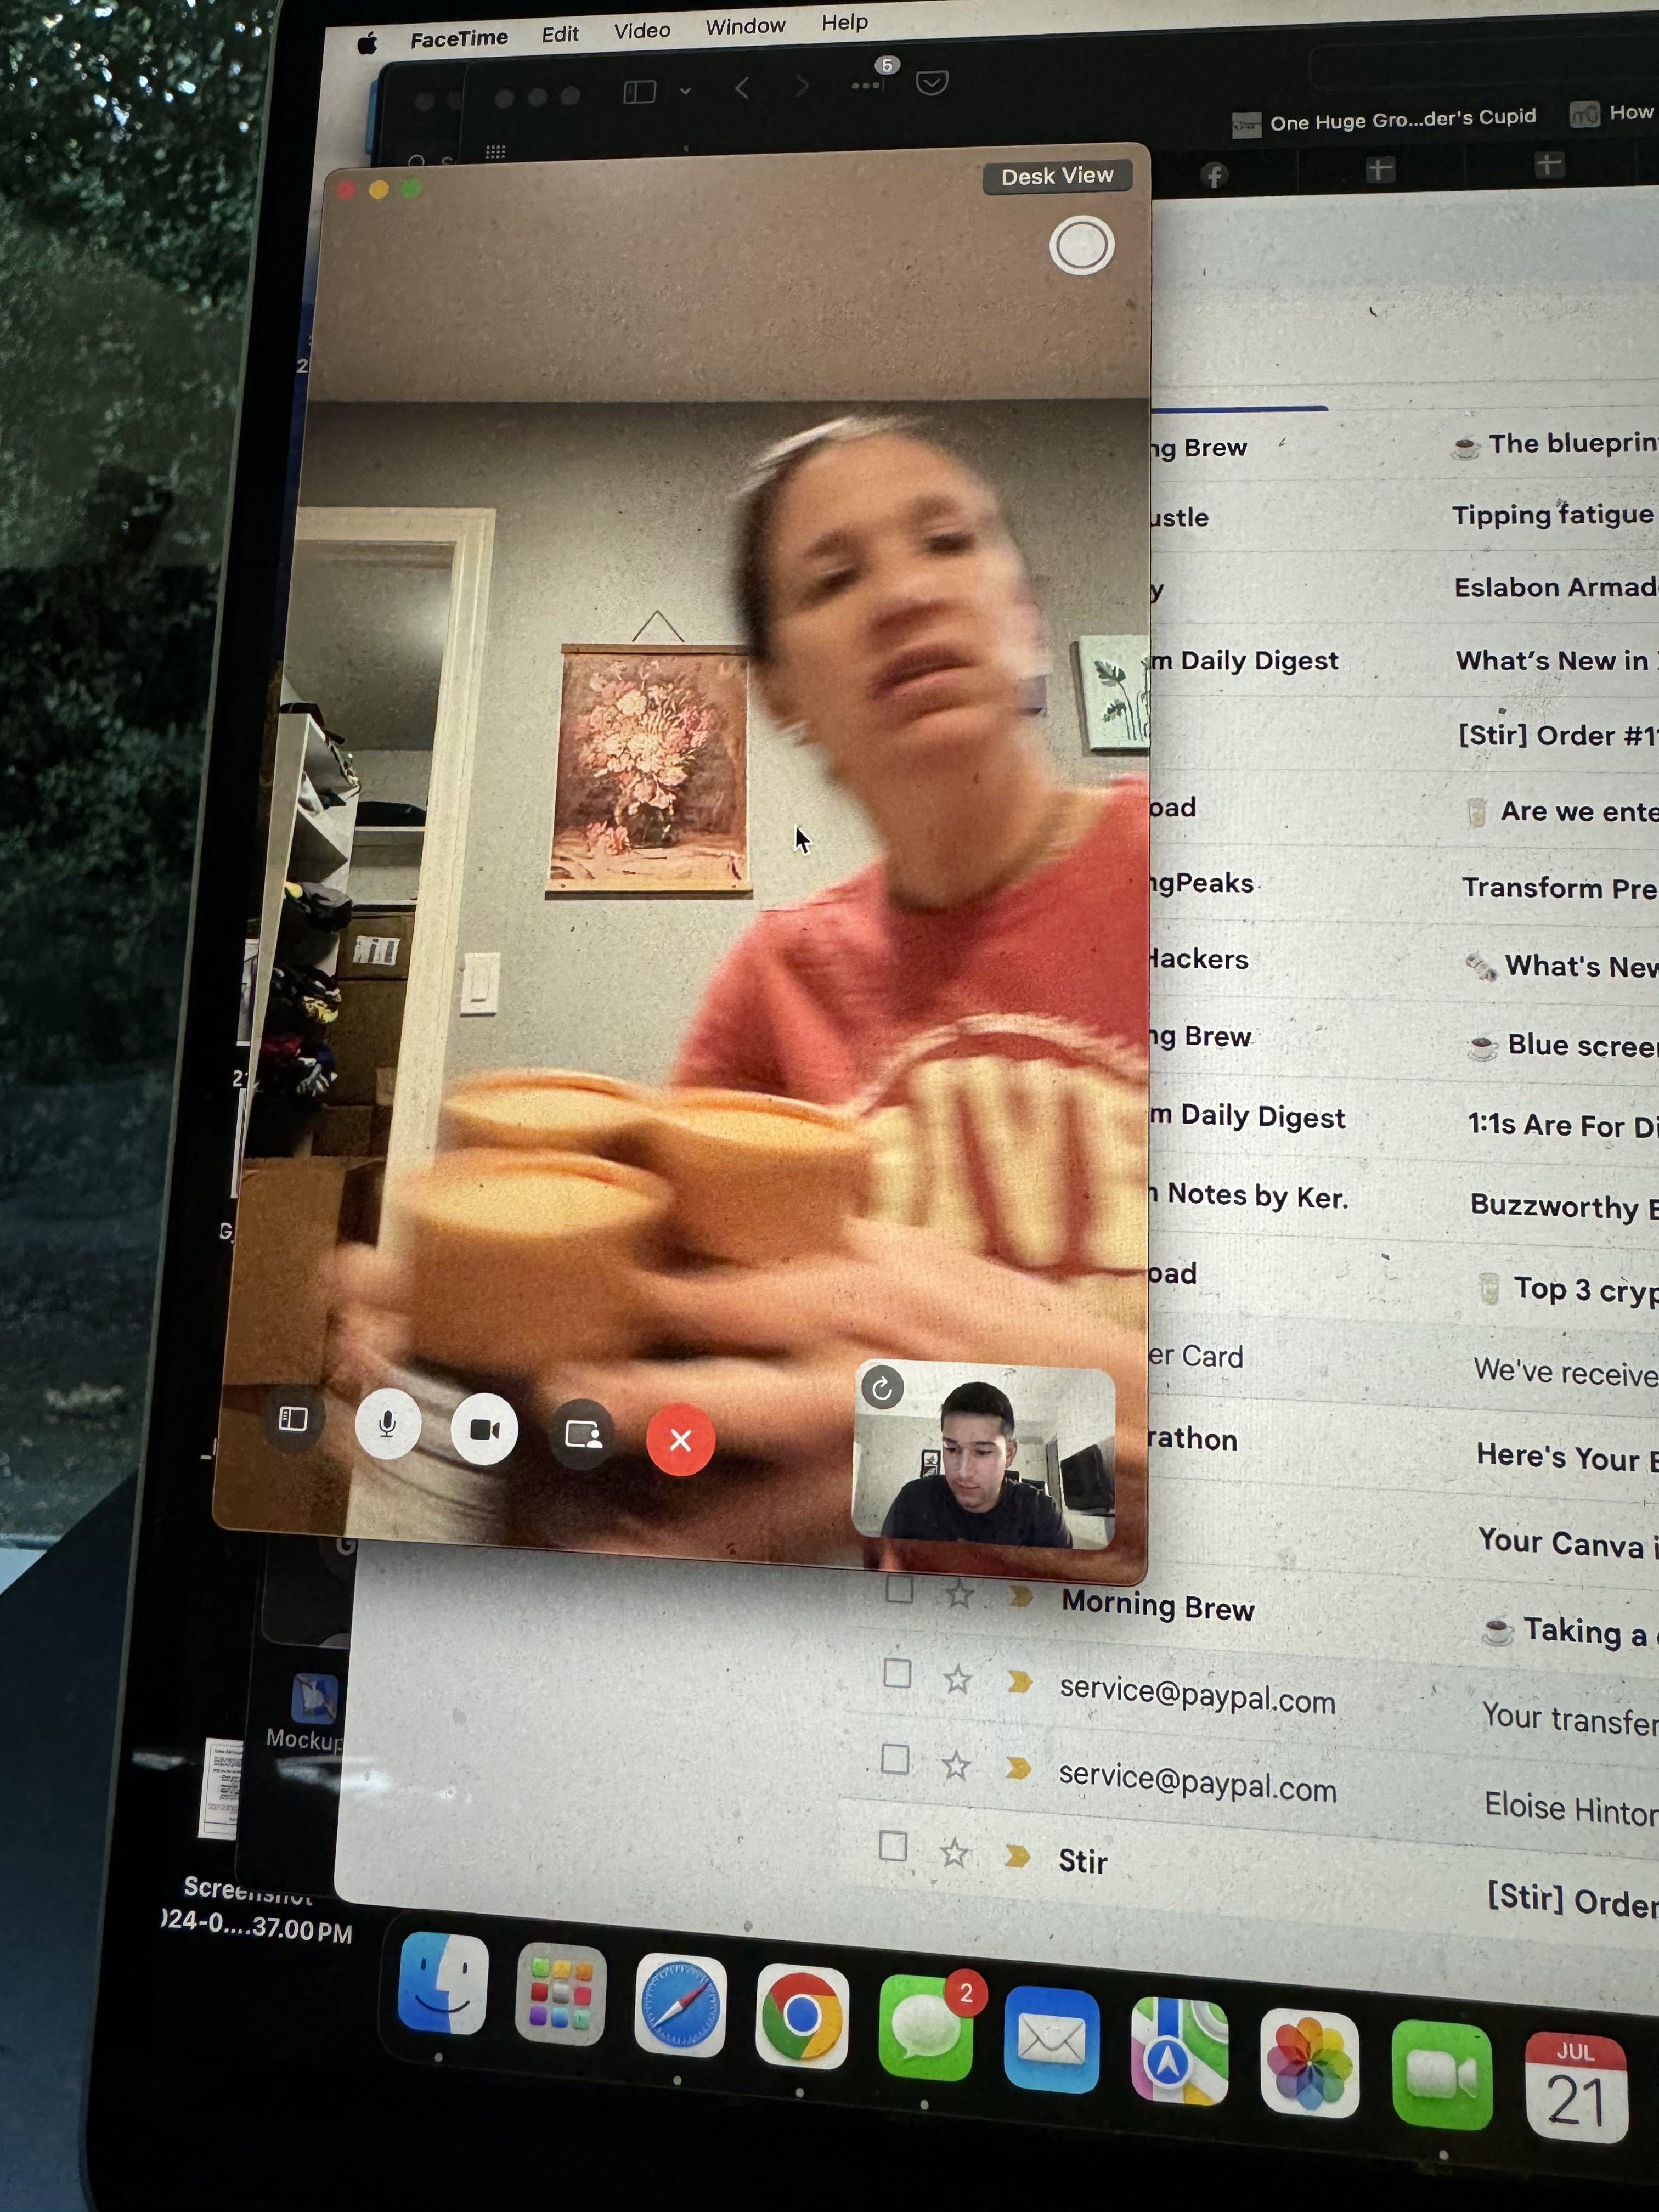 FaceTime Edit Video Window Help
5
One Huge Gro...der's Cupid How
Desk View
ng Brew ☕ The blueprin
ustle Tipping fatigue
y Eslabon Armad
m Daily Digest What's New in
[Stir] Order #1
oad Are we ente
ngPeaks Transform Pre
Hackers 🗞️ What's New
ng Brew ☕ Blue screen
m Daily Digest 1:1s Are For Di
n Notes by Ker. Buzzworthy
oad Top 3 cryp
er Card We've receive
rathon Here's Your
Your Canva i
Morning Brew ☕ Taking a
service@paypal.com Your transfer
service@paypal.com Eloise Hinton
Stir [Stir] Order
Mockup
Screenshot
024-0....37.00 PM
2
JUL
21